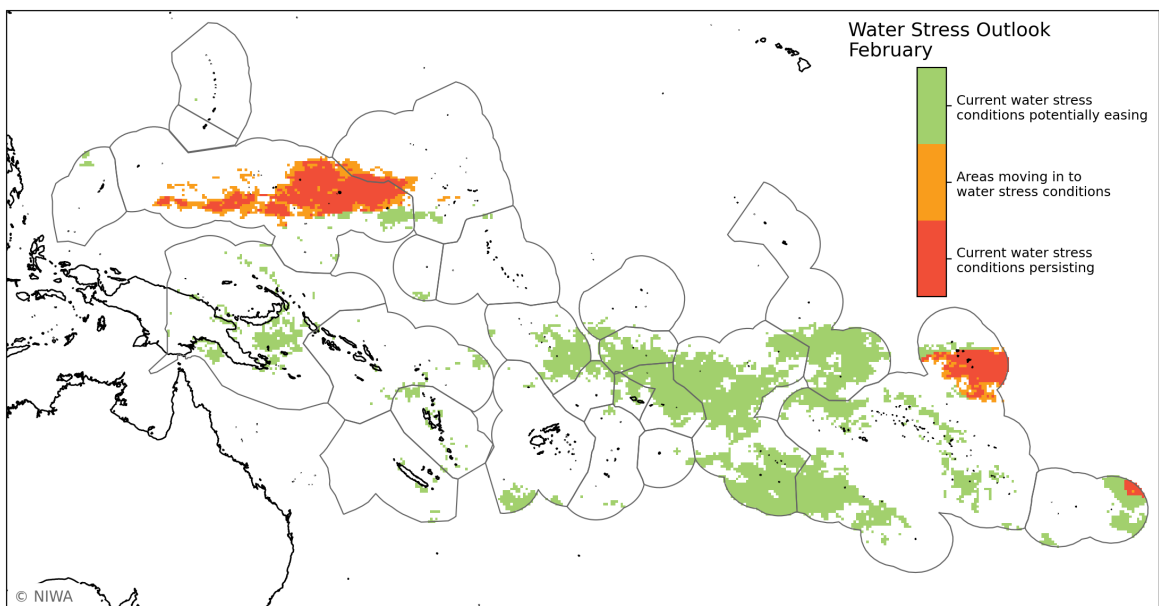 Water Stress Outlook
February
Current water stress
conditions potentially easing
Areas moving in to
water stress conditions
Current water stress
conditions persisting
© NIWA